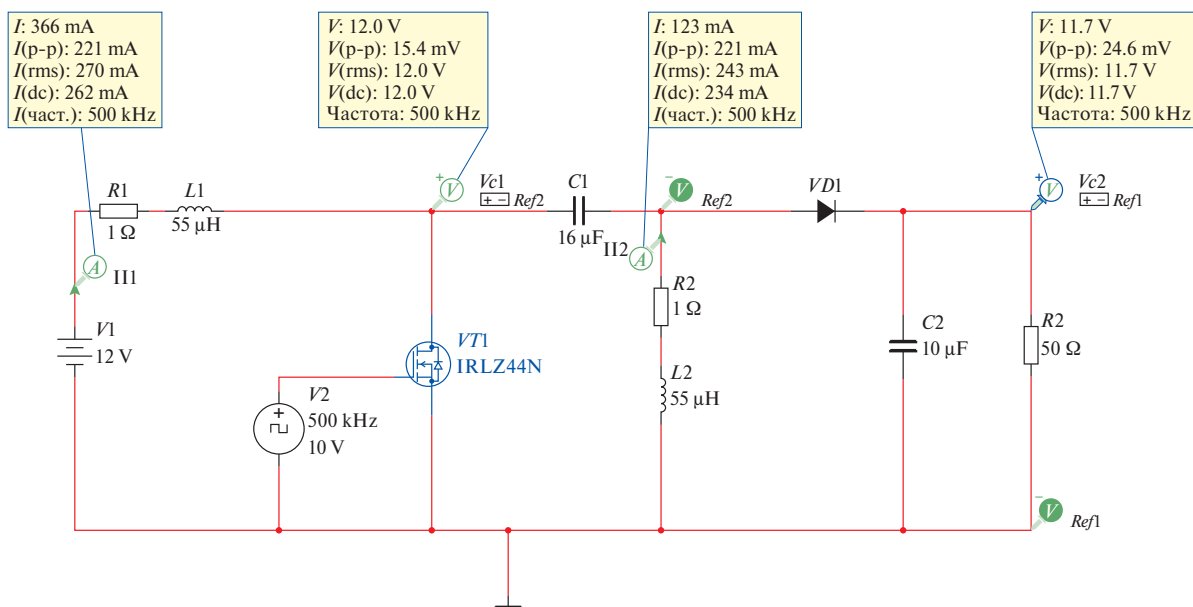 I: 366 mA
I(p-p): 221 mA
I(rms): 270 mA
I(dc): 262 mA
I(част.): 500 kHz
V: 12.0 V
V(p-p): 15.4 mV
V(rms): 12.0 V
V(dc): 12.0 V
Частота: 500 kHz
I: 123 mA
I(p-p): 221 mA
I(rms): 243 mA
I(dc): 234 mA
I(част.): 500 kHz
V: 11.7 V
V(p-p): 24.6 mV
V(rms): 11.7 V
V(dc): 11.7 V
Частота: 500 kHz
R1
1 Ω
L1
55 µH
+
V
Vc1
+ −
Ref2
C1
16 µF
−
V
Ref2
VD1
+
V
Vc2
+ −
Ref1
A
II1
II2
A
R2
1 Ω
V1
12 V
VT1
IRLZ44N
V2
500 kHz
10 V
L2
55 µH
C2
10 µF
R2
50 Ω
−
V
Ref1